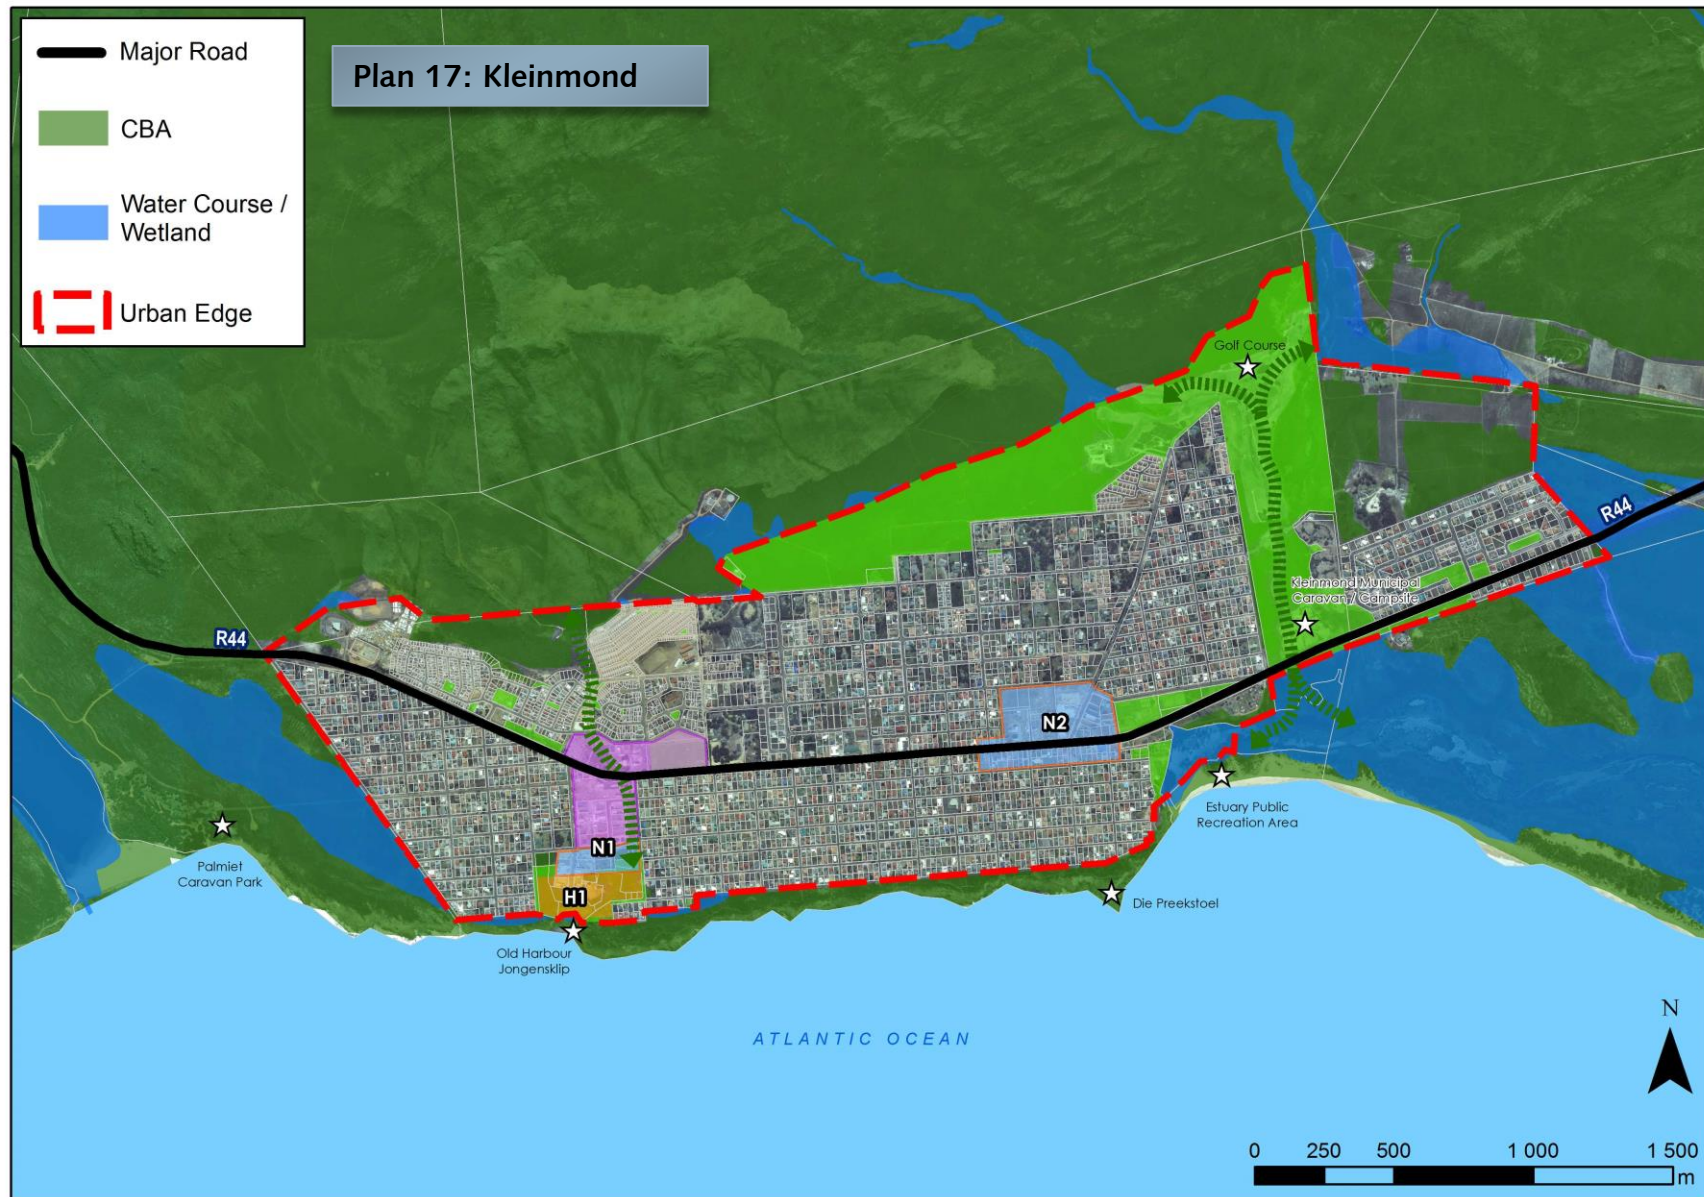 Major Road
CBA
Water Course /
Wetland
Urban Edge
Plan 17: Kleinmond
Golf Course
R44
Kleinmond Municipal
Caravan / Campsite
R44
N2
Estuary Public
Recreation Area
Palmiet
Caravan Park
N1
H1
Die Preekstoel
Old Harbour
Jongensklip
ATLANTIC OCEAN
N
0 250 500 1 000 1 500
m